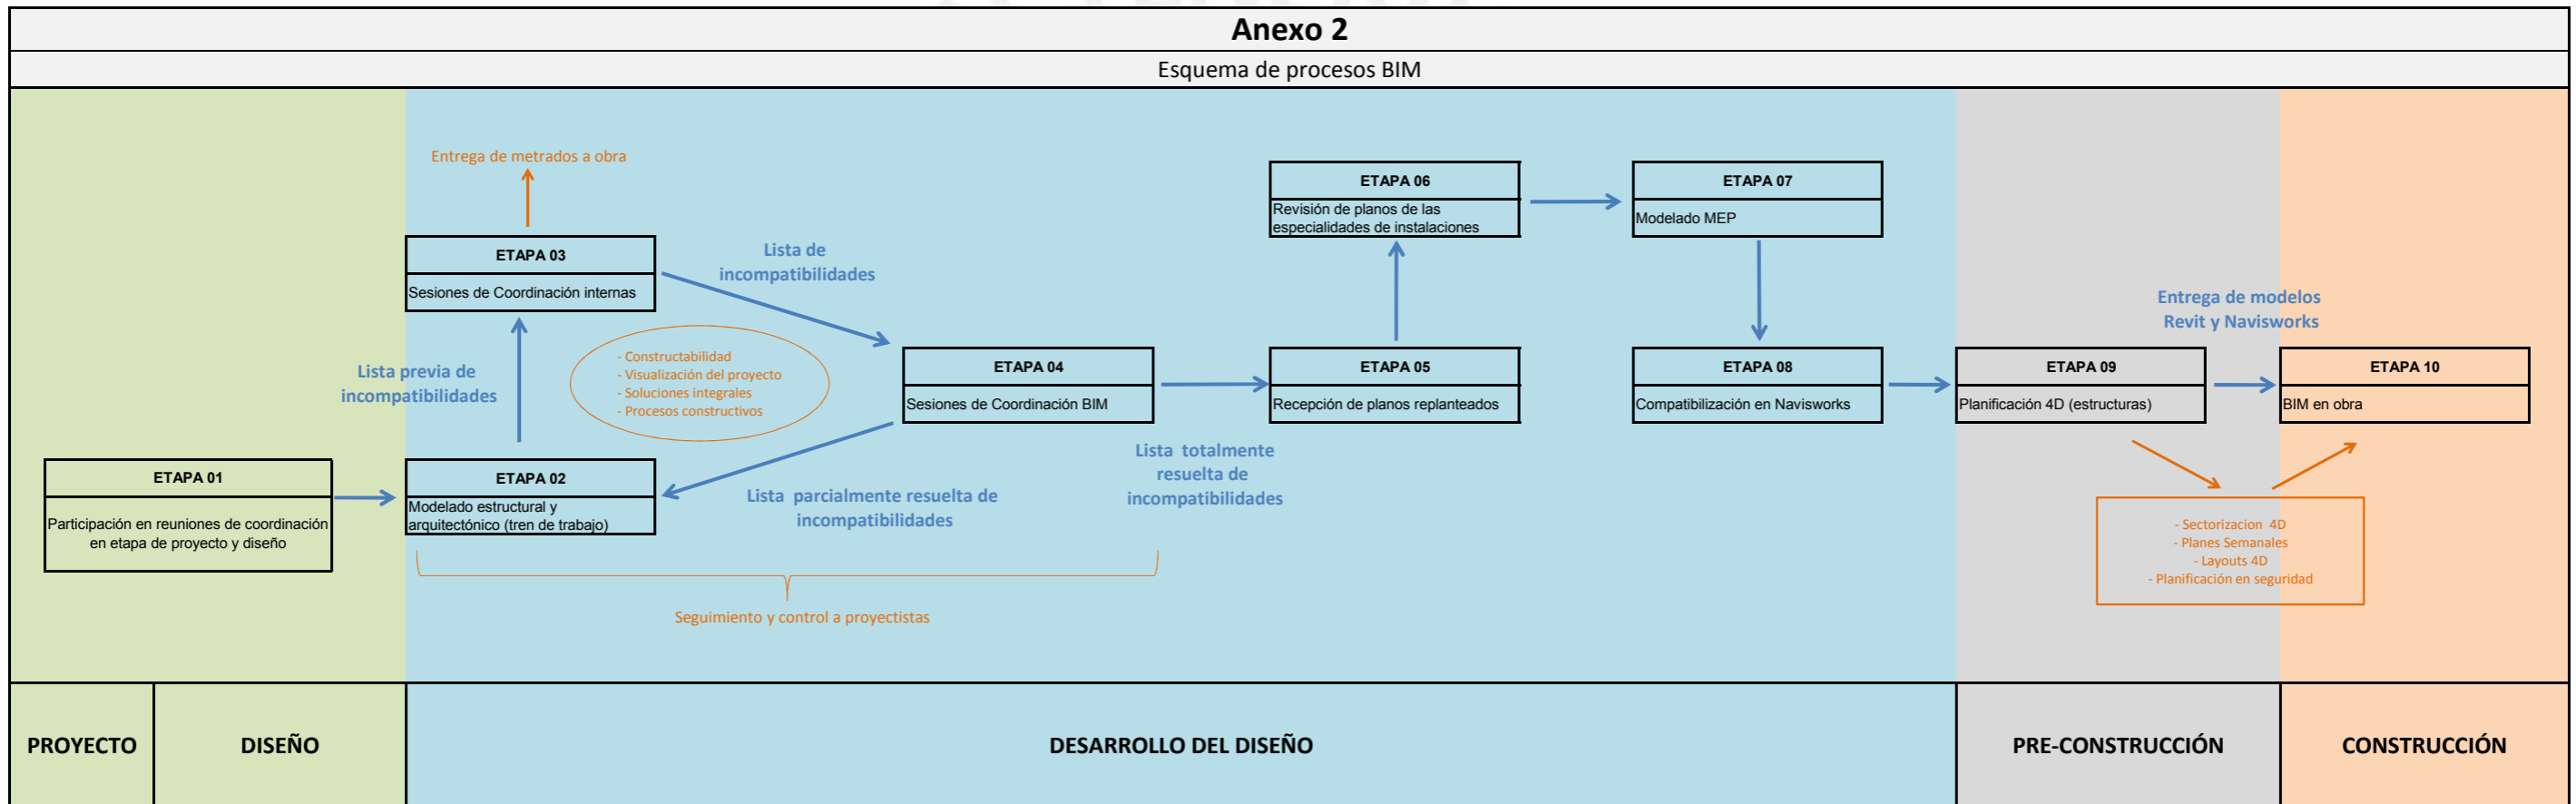 Anexo 2
Esquema de procesos BIM
Entrega de metrados a obra
ETAPA 03
Sesiones de Coordinación internas
Lista de
incompatibilidades
ETAPA 06
Revisión de planos de las
especialidades de instalaciones
ETAPA 07
Modelado MEP
Lista previa de
incompatibilidades
- Constructabilidad
- Visualización del proyecto
- Soluciones integrales
- Procesos constructivos
ETAPA 04
Sesiones de Coordinación BIM
ETAPA 05
Recepción de planos replanteados
ETAPA 08
Compatibilización en Navisworks
ETAPA 09
Planificación 4D (estructuras)
Entrega de modelos
Revit y Navisworks
ETAPA 10
BIM en obra
ETAPA 01
Participación en reuniones de coordinación
en etapa de proyecto y diseño
ETAPA 02
Modelado estructural y
arquitectónico (tren de trabajo)
Lista parcialmente resuelta de
incompatibilidades
Lista totalmente
resuelta de
incompatibilidades
- Sectorizacion 4D
- Planes Semanales
- Layouts 4D
- Planificación en seguridad
Seguimiento y control a proyectistas
PROYECTO
DISEÑO
DESARROLLO DEL DISEÑO
PRE-CONSTRUCCIÓN
CONSTRUCCIÓN